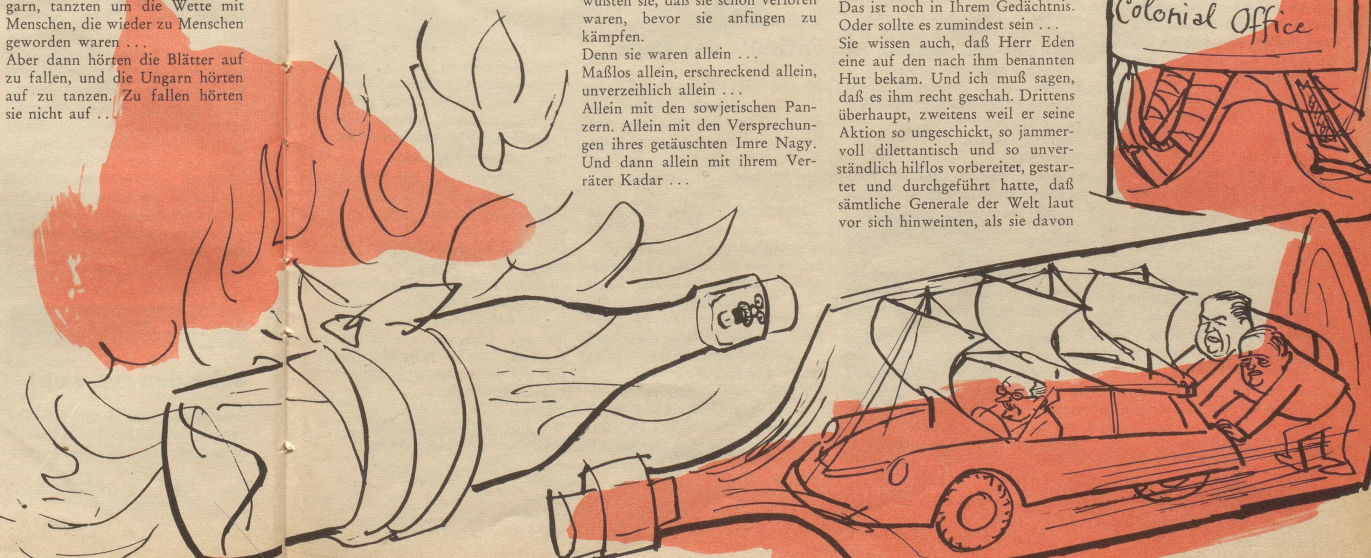 garn, tanzten um die Wette mit
Menschen, die wieder zu Menschen
geworden waren ...
Aber dann hörten die Blätter auf
zu fallen, und die Ungarn hörten
auf zu tanzen. Zu fallen hörten
sie nicht auf ...
wußten sie, daß sie schon verloren
waren, bevor sie anfingen zu
kämpfen.
Denn sie waren allein ...
Maßlos allein, erschreckend allein,
unverzeihlich allein ...
Allein mit den sowjetischen Pan-
zern. Allein mit den Versprechun-
gen ihres getäuschten Imre Nagy.
Und dann allein mit ihrem Ver-
räter Kadar ...
Das ist noch in Ihrem Gedächtnis.
Oder sollte es zumindest sein ...
Sie wissen auch, daß Herr Eden
eine auf den nach ihm benannten
Hut bekam. Und ich muß sagen,
daß es ihm recht geschah. Drittens
überhaupt, zweitens weil er seine
Aktion so ungeschickt, so jammer-
voll dilettantisch und so unver-
ständlich hilflos vorbereitet, gestar-
tet und durchgeführt hatte, daß
sämtliche Generale der Welt laut
vor sich hinweinten, als sie davon
Colonial Office